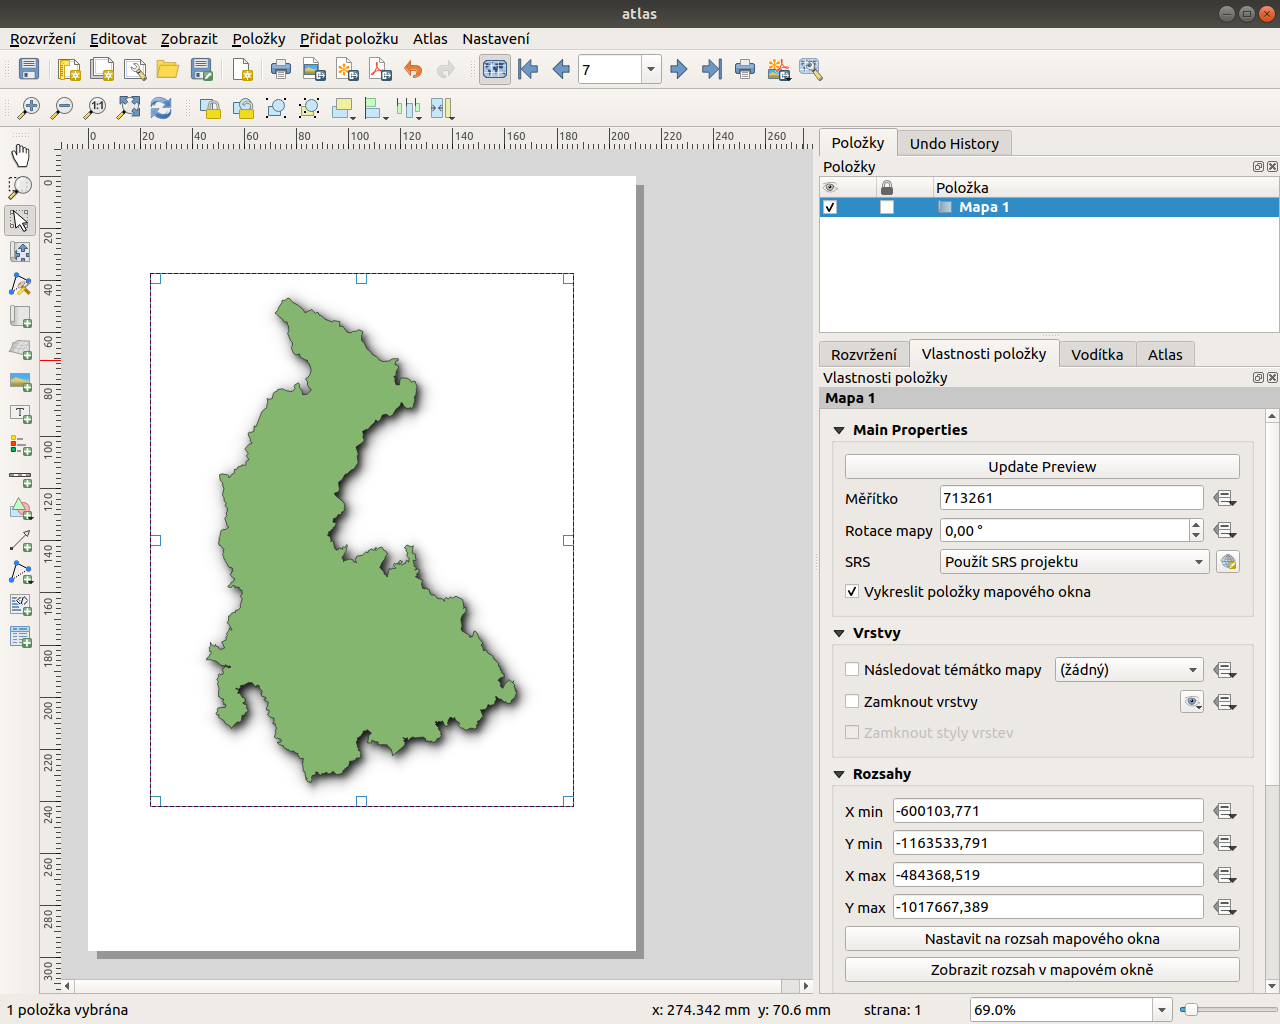 atlas
Rozvržení Editovat Zobrazit Položky Přidat položku Atlas Nastavení
7
1:1
0 20 40 60 80 100 120 140 160 180 200 220 240 260
0 20 40 60 80 100 120 140 160 180 200 220 240 260 280 300
Položky Undo History
Položky
Položka
Mapa 1
Rozvržení Vlastnosti položky Vodítka Atlas
Vlastnosti položky
Mapa 1
Main Properties
Update Preview
Měřítko 713261
Rotace mapy 0,00 °
SRS Použít SRS projektu
Vykreslit položky mapového okna
Vrstvy
Následovat témátko mapy (žádný)
Zamknout vrstvy
Zamknout styly vrstev
Rozsahy
X min -600103,771
Y min -1163533,791
X max -484368,519
Y max -1017667,389
Nastavit na rozsah mapového okna
Zobrazit rozsah v mapovém okně
1 položka vybrána x: 274.342 mm y: 70.6 mm strana: 1 69.0%